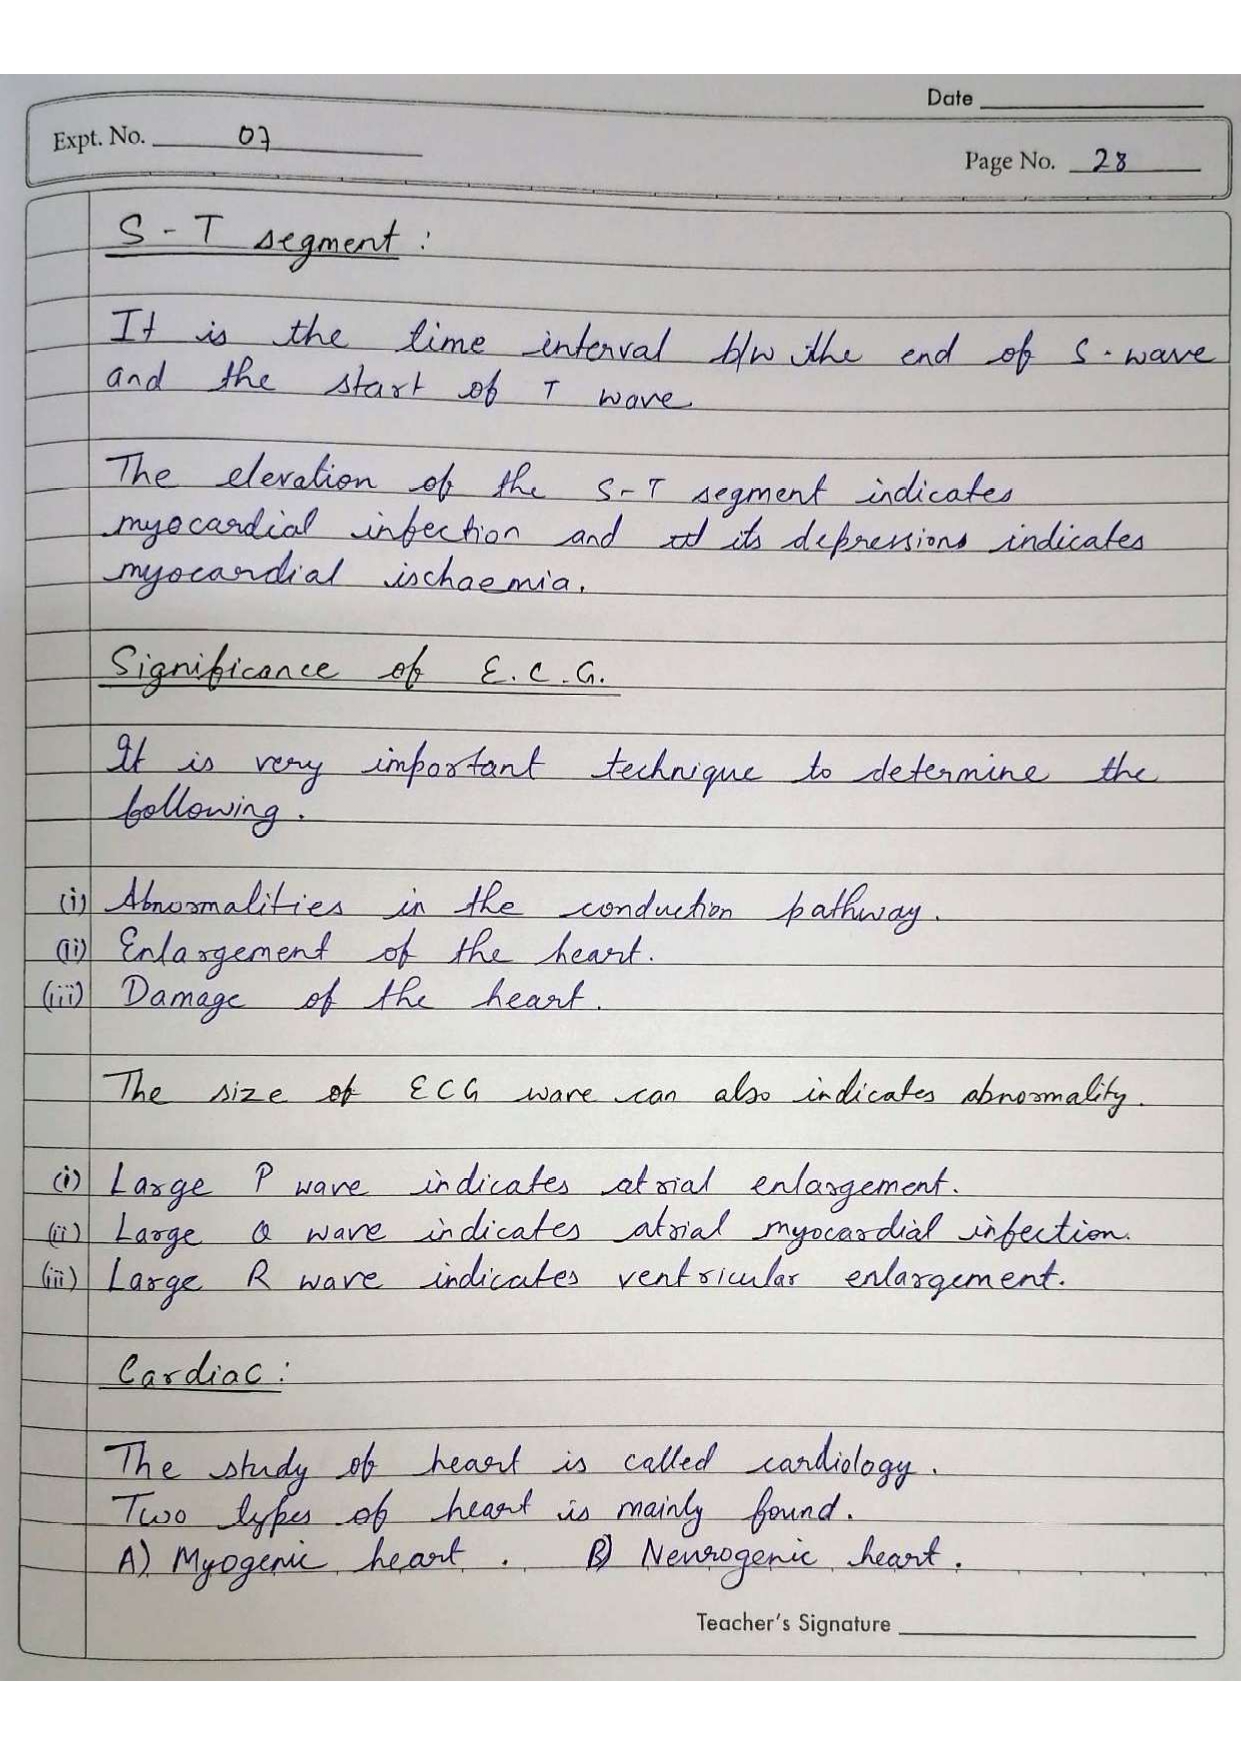 Date
Expt. No. 07
Page No. 28
S-T segment :
It is the time interval b/w the end of S-wave
and the start of T wave
The elevation of the S-T segment indicates
myocardial infection and its depressions indicates
myocardial ischaemia.
Significance of E.C.G.
It is very important technique to determine the
following.
(i) Abnormalities in the conduction pathway.
(ii) Enlargement of the heart.
(iii) Damage of the heart.
The size of ECG wave can also indicates abnormality.
(i) Large P wave indicates atrial enlargement.
(ii) Large Q wave indicates atrial myocardial infection.
(iii) Large R wave indicates ventricular enlargement.
Cardiac :
The study of heart is called cardiology.
Two types of heart is mainly found.
A) Myogenic heart . B) Neurogenic heart.
Teacher's Signature